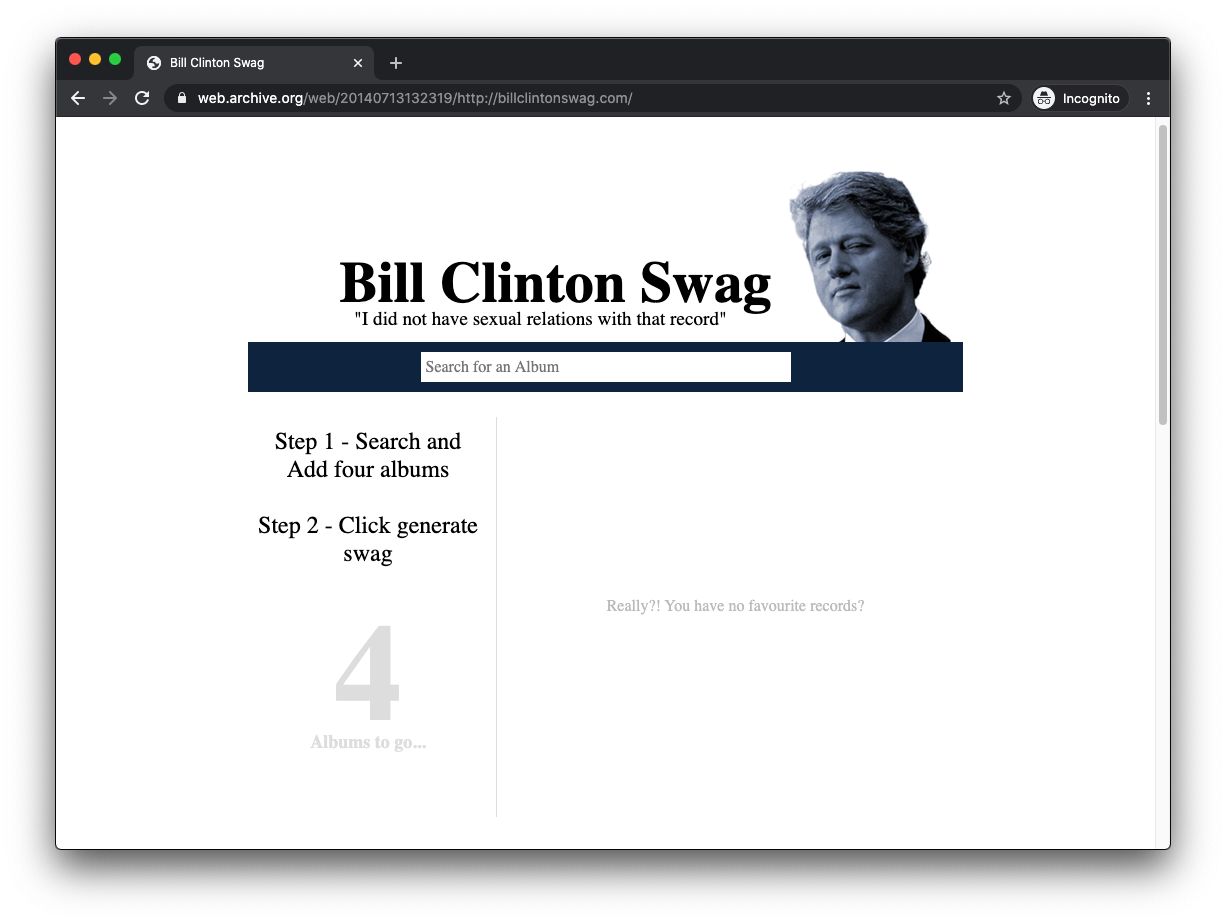 Bill Clinton Swag
web.archive.org/web/20140713132319/http://billclintonswag.com/
Incognito
Bill Clinton Swag
"I did not have sexual relations with that record"
Search for an Album
Step 1 - Search and
Add four albums
Step 2 - Click generate
swag
4
Albums to go...
Really?! You have no favourite records?